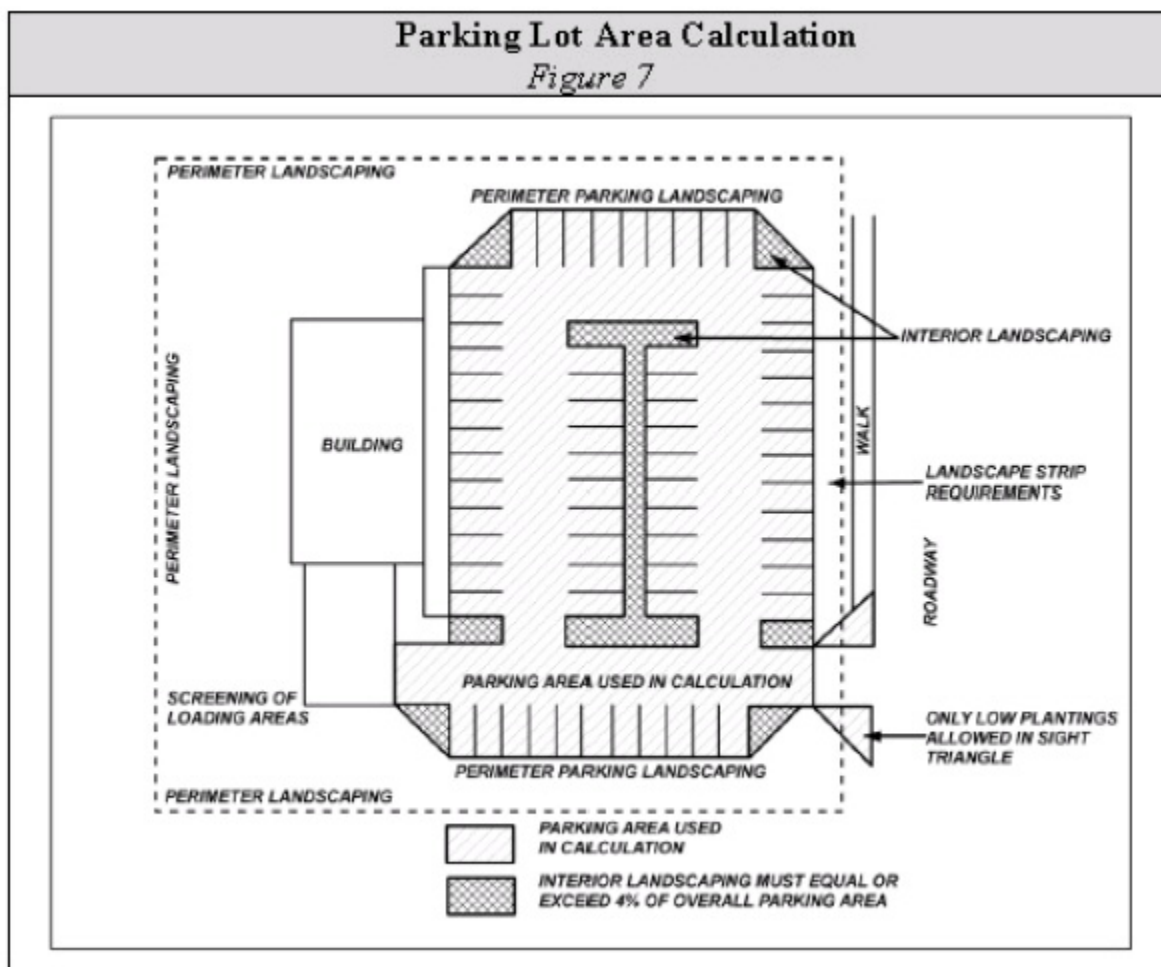 Parking Lot Area Calculation
Figure 7
PERIMETER LANDSCAPING
PERIMETER PARKING LANDSCAPING
INTERIOR LANDSCAPING
PERIMETER LANDSCAPING
BUILDING
WALK
LANDSCAPE STRIP
REQUIREMENTS
ROADWAY
PARKING AREA USED IN CALCULATION
SCREENING OF
LOADING AREAS
ONLY LOW PLANTINGS
ALLOWED IN SIGHT
TRIANGLE
PERIMETER PARKING LANDSCAPING
PERIMETER LANDSCAPING
PARKING AREA USED
IN CALCULATION
INTERIOR LANDSCAPING MUST EQUAL OR
EXCEED 4% OF OVERALL PARKING AREA